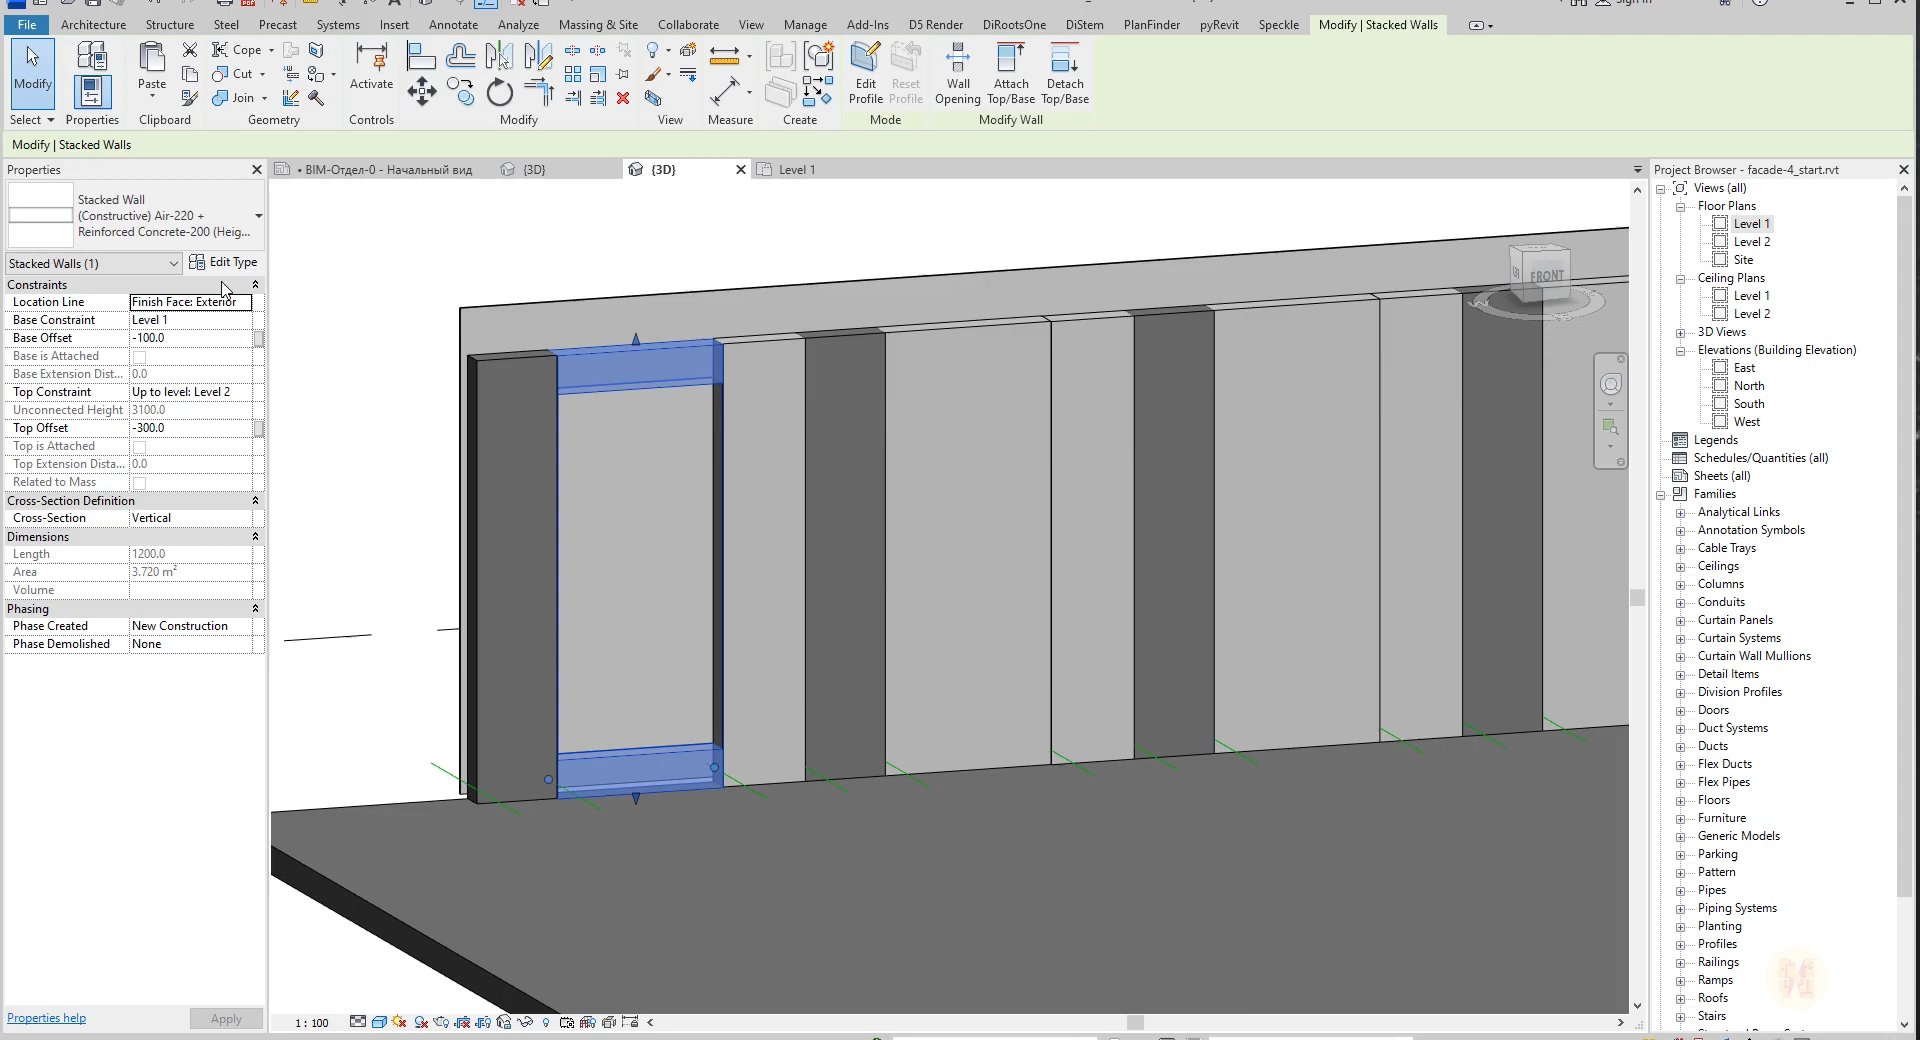 File
Architecture
Structure
Steel
Precast
Systems
Insert
Annotate
Analyze
Massing & Site
Collaborate
View
Manage
Add-Ins
D5 Render
DiRootsOne
DiStem
PlanFinder
pyRevit
Speckle
Modify | Stacked Walls
Modify
Paste
Cope
Cut
Join
Activate
Edit Profile
Reset Profile
Wall Opening
Attach Top/Base
Detach Top/Base
Select
Properties
Clipboard
Geometry
Controls
Modify
View
Measure
Create
Mode
Modify Wall
Modify | Stacked Walls
Properties
• BIM-Отдел-0 - Начальный вид
{3D}
{3D}
Level 1
Project Browser - facade-4_start.rvt
Stacked Wall
(Constructive) Air-220 +
Reinforced Concrete-200 (Heig...
Stacked Walls (1)
Edit Type
Constraints
Location Line Finish Face: Exterior
Base Constraint Level 1
Base Offset -100.0
Base is Attached
Base Extension Dist... 0.0
Top Constraint Up to level: Level 2
Unconnected Height 3100.0
Top Offset -300.0
Top is Attached
Top Extension Dista... 0.0
Related to Mass
Cross-Section Definition
Cross-Section Vertical
Dimensions
Length 1200.0
Area 3.720 m²
Volume
Phasing
Phase Created New Construction
Phase Demolished None
Properties help
Apply
FRONT
1 : 100
Views (all)
Floor Plans
Level 1
Level 2
Site
Ceiling Plans
Level 1
Level 2
3D Views
Elevations (Building Elevation)
East
North
South
West
Legends
Schedules/Quantities (all)
Sheets (all)
Families
Analytical Links
Annotation Symbols
Cable Trays
Ceilings
Columns
Conduits
Curtain Panels
Curtain Systems
Curtain Wall Mullions
Detail Items
Division Profiles
Doors
Duct Systems
Ducts
Flex Ducts
Flex Pipes
Floors
Furniture
Generic Models
Parking
Pattern
Pipes
Piping Systems
Planting
Profiles
Railings
Ramps
Roofs
Stairs